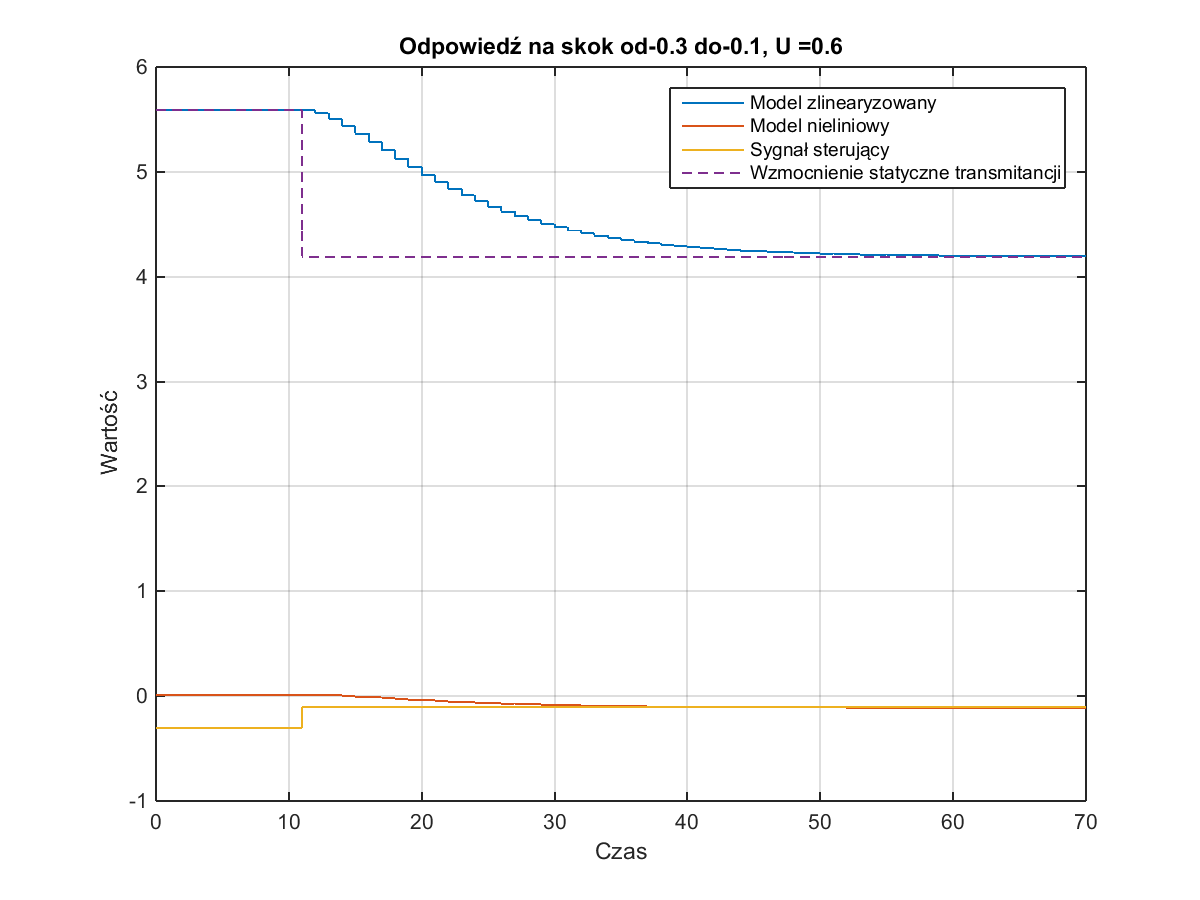 Odpowiedź na skok od-0.3 do-0.1, U =0.6
6
5
4
3
2
1
0
-1
Wartość
Model zlinearyzowany
Model nieliniowy
Sygnał sterujący
Wzmocnienie statyczne transmitancji
0
10
20
30
40
50
60
70
Czas